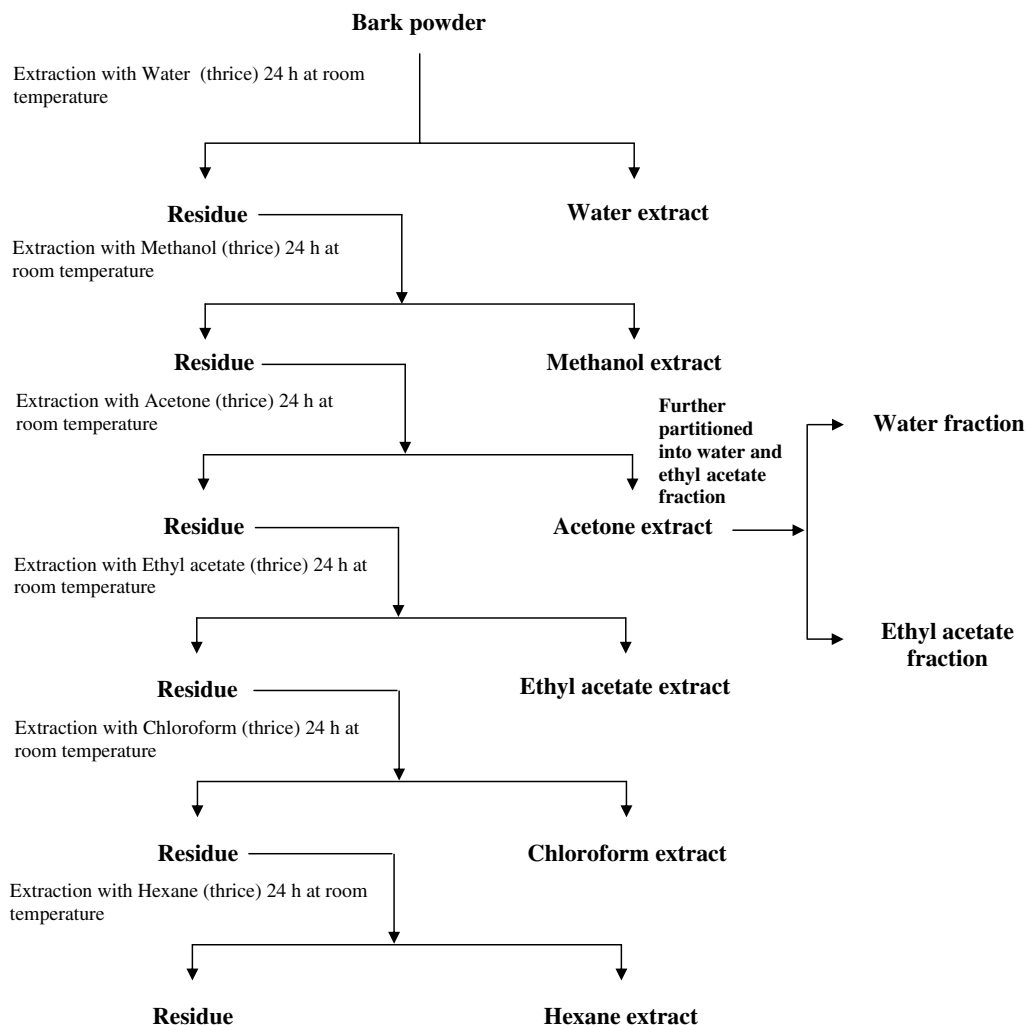 Bark powder
Extraction with Water (thrice) 24 h at room
temperature
Residue
Water extract
Extraction with Methanol (thrice) 24 h at
room temperature
Residue
Methanol extract
Extraction with Acetone (thrice) 24 h at
room temperature
Further
partitioned
into water and
ethyl acetate
fraction
Water fraction
Residue
Acetone extract
Extraction with Ethyl acetate (thrice) 24 h at
room temperature
Ethyl acetate
fraction
Residue
Ethyl acetate extract
Extraction with Chloroform (thrice) 24 h at
room temperature
Residue
Chloroform extract
Extraction with Hexane (thrice) 24 h at room
temperature
Residue
Hexane extract